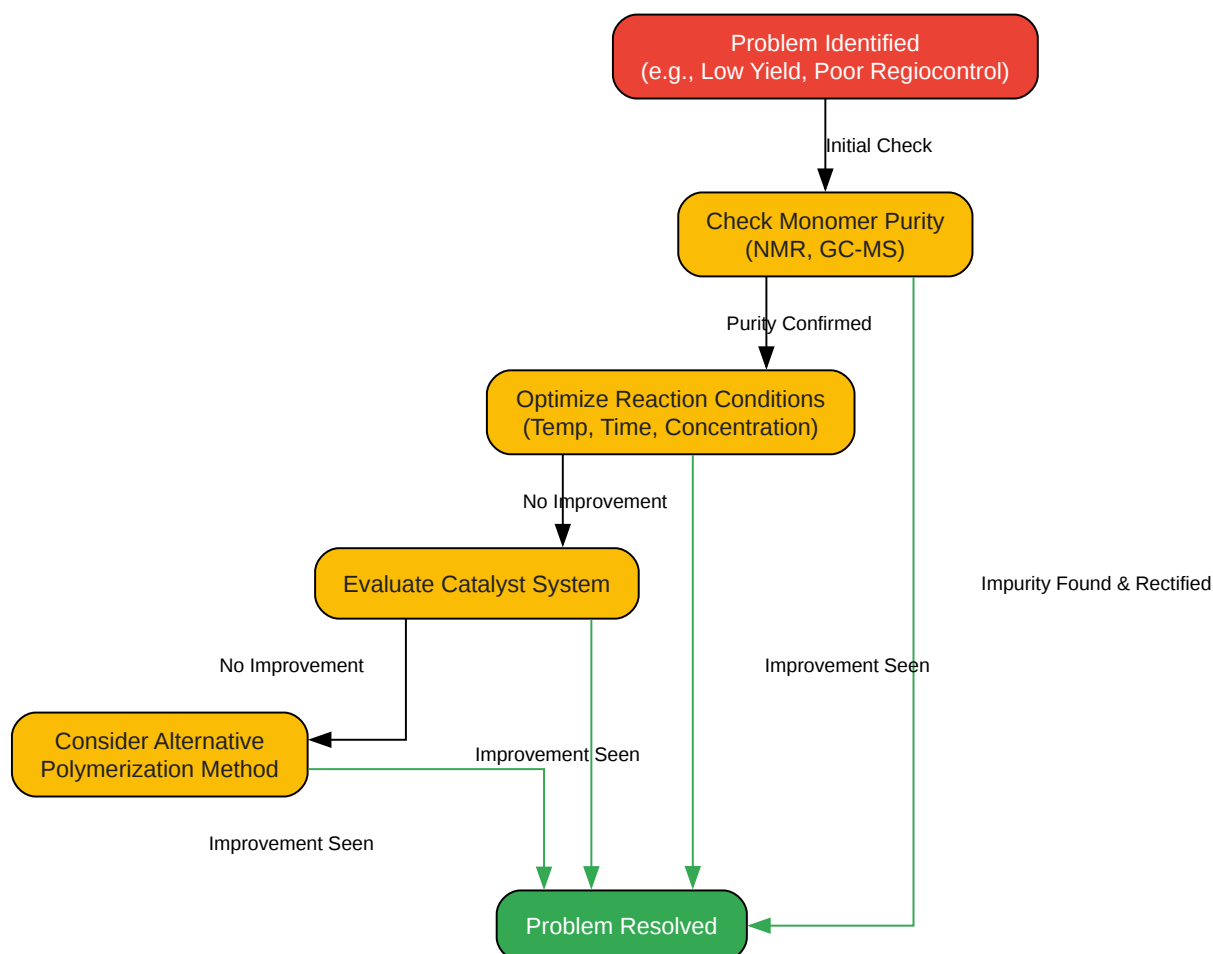 Problem Identified
(e.g., Low Yield, Poor Regiocontrol)
Initial Check
Check Monomer Purity
(NMR, GC-MS)
Purity Confirmed
Optimize Reaction Conditions
(Temp, Time, Concentration)
No Improvement
Evaluate Catalyst System
Impurity Found & Rectified
No Improvement
Improvement Seen
Consider Alternative
Polymerization Method
Improvement Seen
Improvement Seen
Problem Resolved